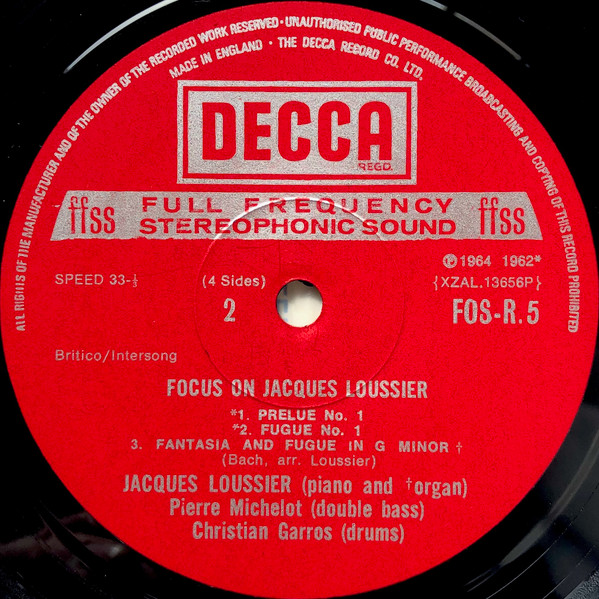 ALL RIGHTS OF THE MANUFACTURER AND OF THE OWNER OF THE RECORDED WORK RESERVED · UNAUTHORISED PUBLIC PERFORMANCE BROADCASTING AND COPYING OF THIS RECORD PROHIBITED
MADE IN ENGLAND · THE DECCA RECORD CO. LTD.
DECCA
REGD.
ffss FULL FREQUENCY STEREOPHONIC SOUND ffss
SPEED 33-⅓ (4 Sides) ℗1964 1962*
2 {XZAL.13656P}
FOS-R.5
Britico/Intersong
FOCUS ON JACQUES LOUSSIER
*1. PRELUE No. 1
*2. FUGUE No. 1
3. FANTASIA AND FUGUE IN G MINOR †
(Bach, arr. Loussier)
JACQUES LOUSSIER (piano and †organ)
Pierre Michelot (double bass)
Christian Garros (drums)